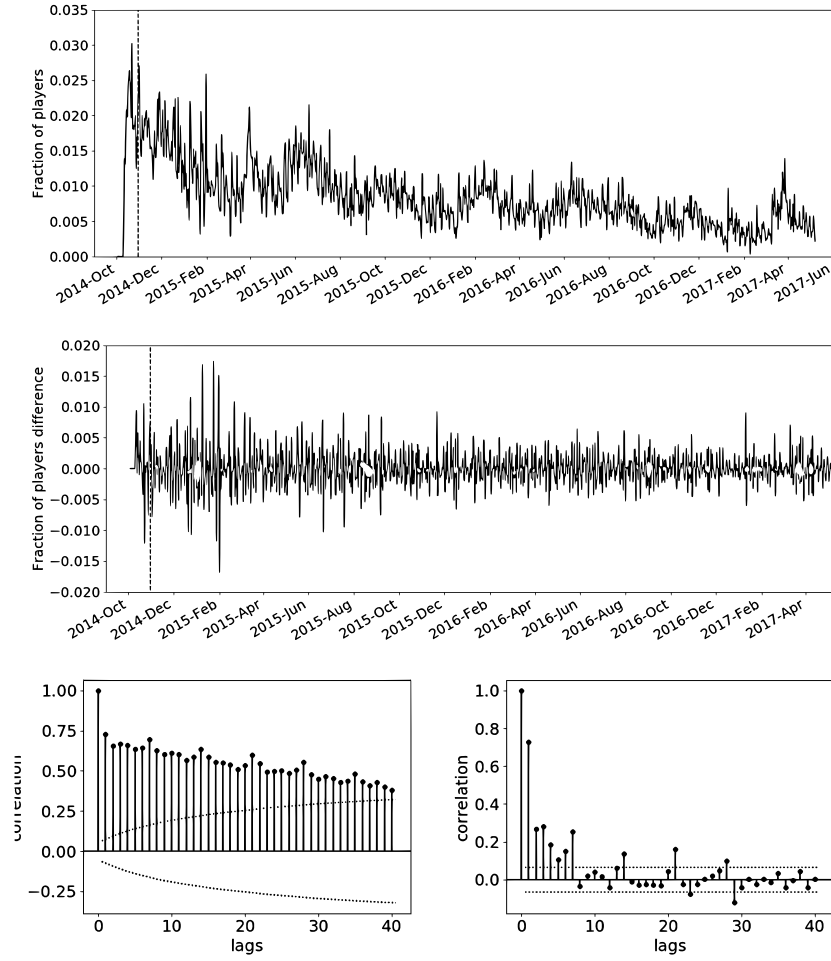 0.035
0.030
0.025
0.020
0.015
0.010
0.005
0.000
Fraction of players
2014-Oct
2014-Dec
2015-Feb
2015-Apr
2015-Jun
2015-Aug
2015-Oct
2015-Dec
2016-Feb
2016-Apr
2016-Jun
2016-Aug
2016-Oct
2016-Dec
2017-Feb
2017-Apr
2017-Jun
0.020
0.015
0.010
0.005
0.000
−0.005
−0.010
−0.015
−0.020
Fraction of players difference
2014-Oct
2014-Dec
2015-Feb
2015-Apr
2015-Jun
2015-Aug
2015-Oct
2015-Dec
2016-Feb
2016-Apr
2016-Jun
2016-Aug
2016-Oct
2016-Dec
2017-Feb
2017-Apr
1.00
0.75
0.50
0.25
0.00
−0.25
correlation
0
10
20
30
40
lags
1.0
0.8
0.6
0.4
0.2
0.0
correlation
0
10
20
30
40
lags